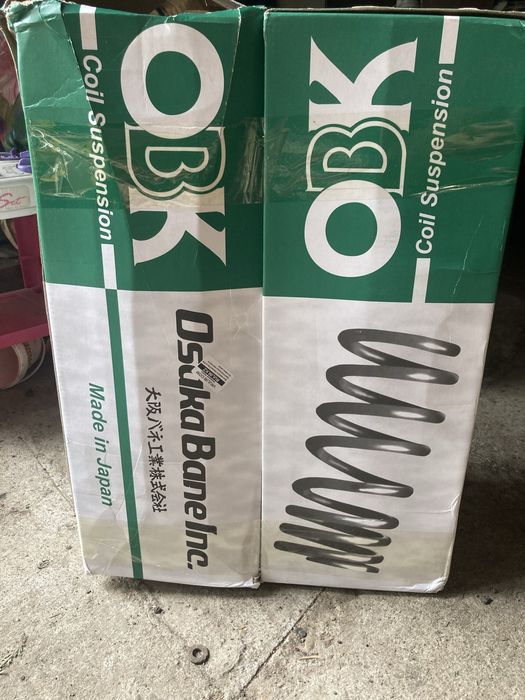 OBK
Coil Suspension
Osaka Bane Inc.
大阪バネ工業株式会社
Made in Japan
OBK
Coil Suspension